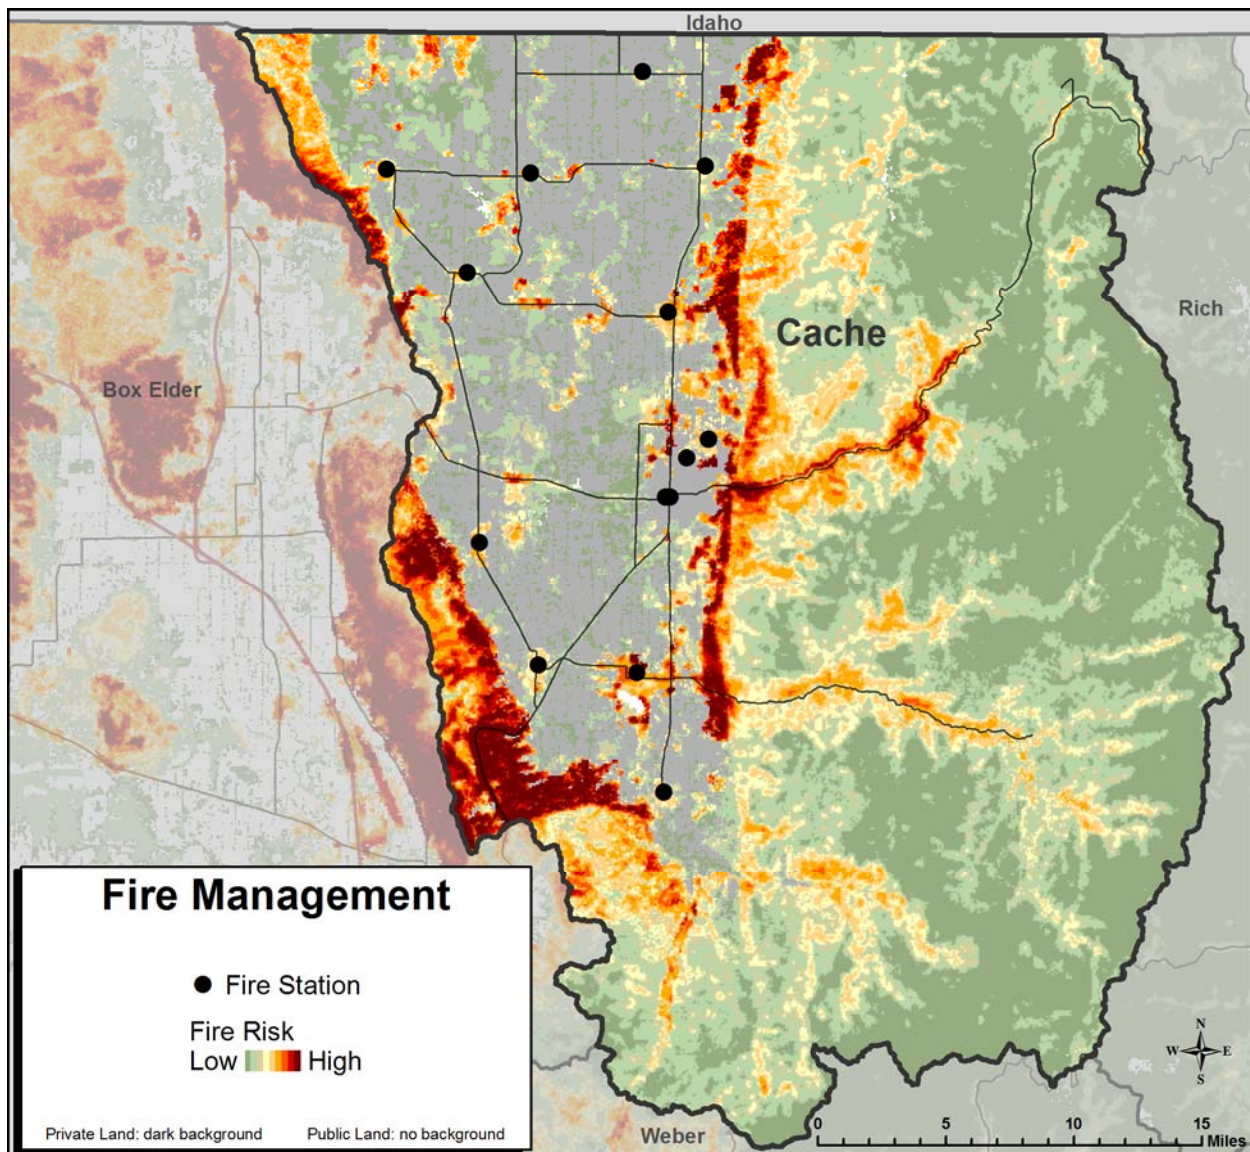 Idaho
Cache
Rich
Box Elder
Fire Management
Fire Station
Fire Risk
Low High
Private Land: dark background Public Land: no background
Weber
N
W E
S
0 5 10 15
Miles